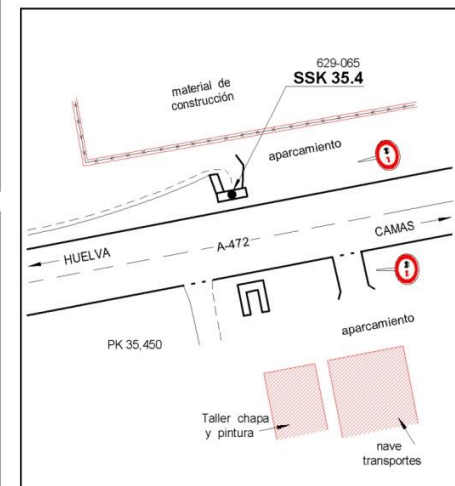 629-065
SSK 35.4
material de
construcción
aparcamiento
HUELVA
A-472
CAMAS
aparcamiento
PK 35,450
Taller chapa
y pintura
nave
transportes